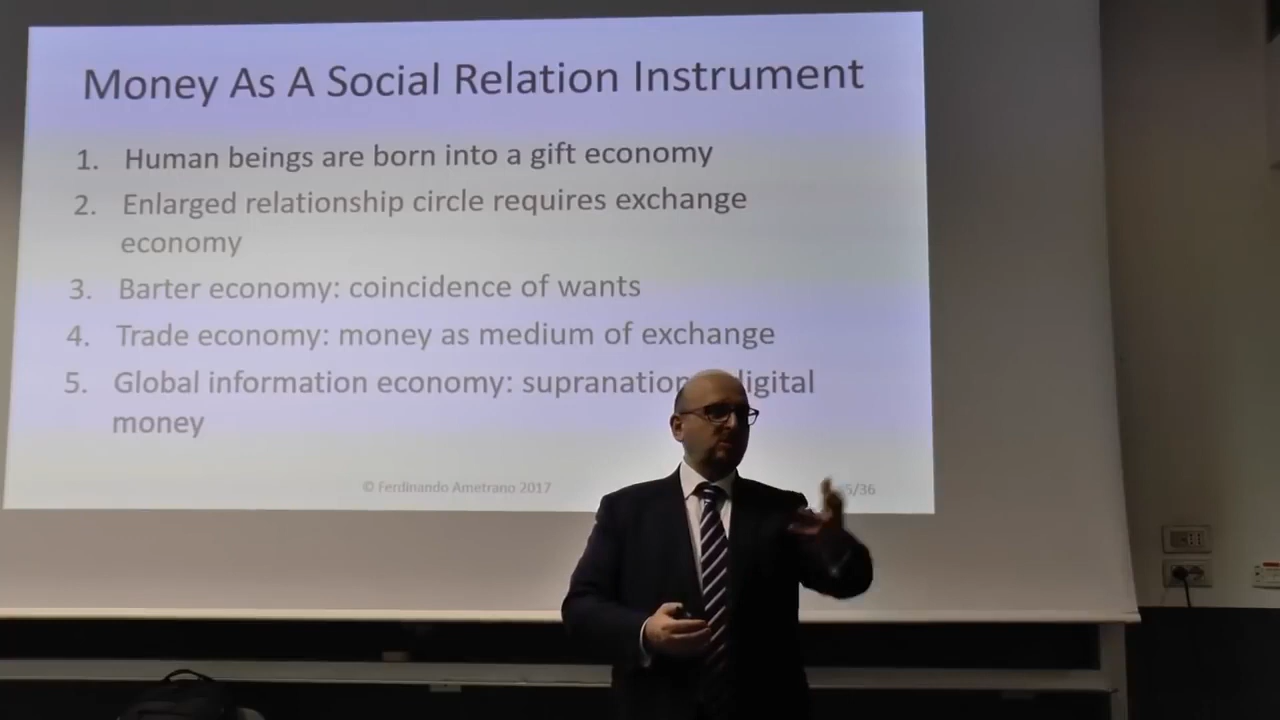 Money As A Social Relation Instrument
1. Human beings are born into a gift economy
2. Enlarged relationship circle requires exchange
economy
3. Barter economy: coincidence of wants
4. Trade economy: money as medium of exchange
5. Global information economy:
money
© Ferdinando Ametrano 2017
/36